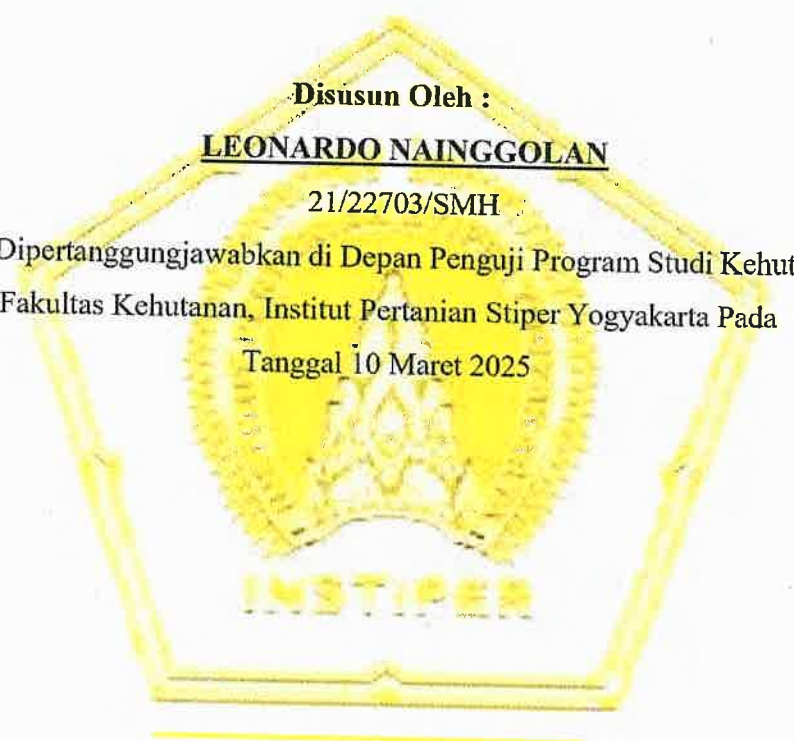 Disusun Oleh :
LEONARDO NAINGGOLAN
21/22703/SMH
Dipertanggungjawabkan di Depan Penguji Program Studi Kehut
Fakultas Kehutanan, Institut Pertanian Stiper Yogyakarta Pada
Tanggal 10 Maret 2025
INSTIPER